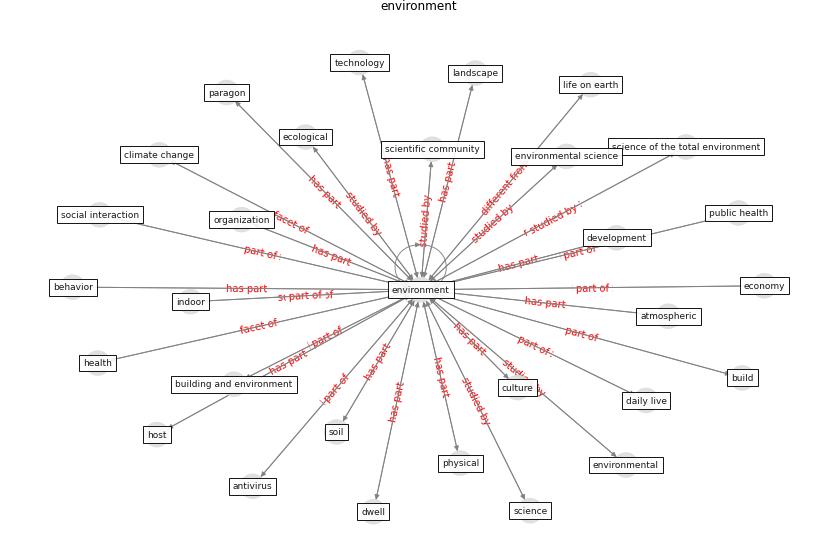 environment
technology
landscape
life on earth
paragon
ecological
scientific community
environmental science
science of the total environment
climate change
has part
has part
different from
has part
studied by
social interaction
organization
studied by
studied by
studied by
public health
facet of
development
part of
has part
has part
part of
behavior
has part
environment
part of
economy
indoor
part of
has part
atmospheric
facet of
part of
has part
part of
part of
health
has part
has part
build
building and environment
part of
has part
has part
studied by
culture
studied by
daily live
host
soil
physical
environmental
antivirus
dwell
science